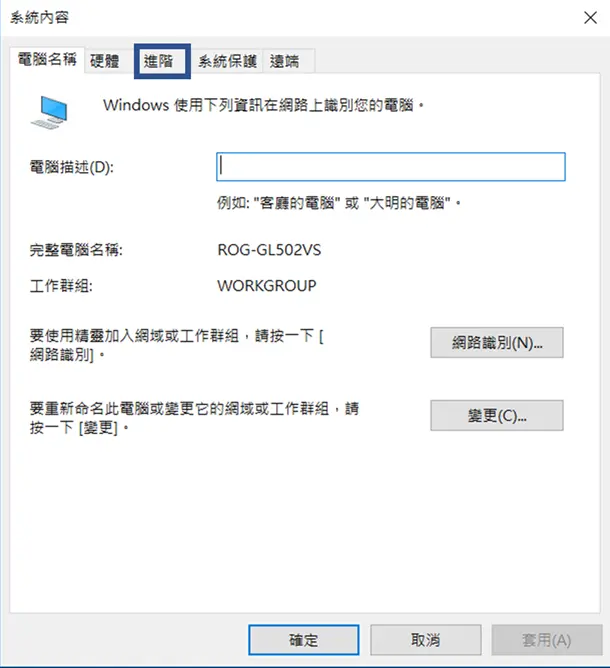 系統內容
電腦名稱 硬體 進階 系統保護 遠端
Windows 使用下列資訊在網路上識別您的電腦。
電腦描述(D):
例如: "客廳的電腦" 或 "大明的電腦"。
完整電腦名稱: ROG-GL502VS
工作群組: WORKGROUP
要使用精靈加入網域或工作群組，請按一下 [
網路識別]。
網路識別(N)...
要重新命名此電腦或變更它的網域或工作群組，請
按一下 [變更]。
變更(C)...
確定 取消 套用(A)